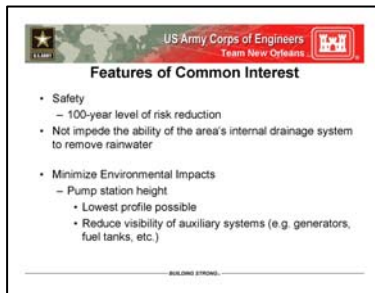 US Army Corps of Engineers
Team New Orleans
U.S. ARMY
Features of Common Interest
• Safety
– 100-year level of risk reduction
• Not impede the ability of the area's internal drainage system
to remove rainwater
• Minimize Environmental Impacts
– Pump station height
• Lowest profile possible
• Reduce visibility of auxiliary systems (e.g. generators,
fuel tanks, etc.)
BUILDING STRONG®